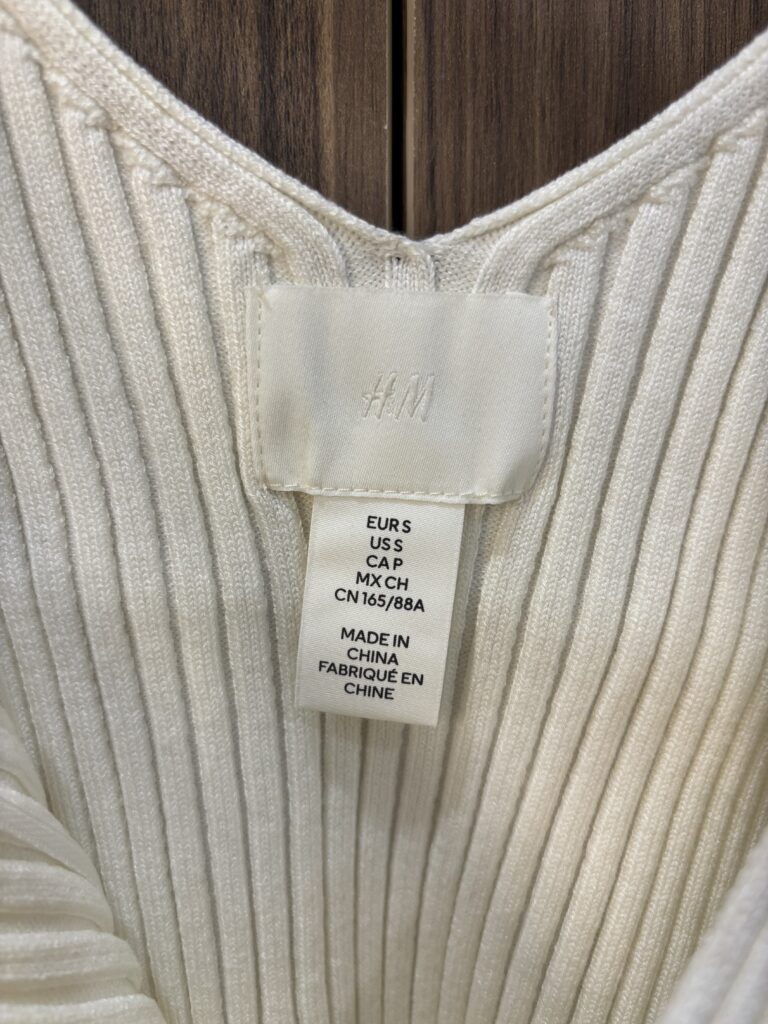 H&M
EUR S
US S
CA P
MX CH
CN 165/88A
MADE IN
CHINA
FABRIQUÉ EN
CHINE